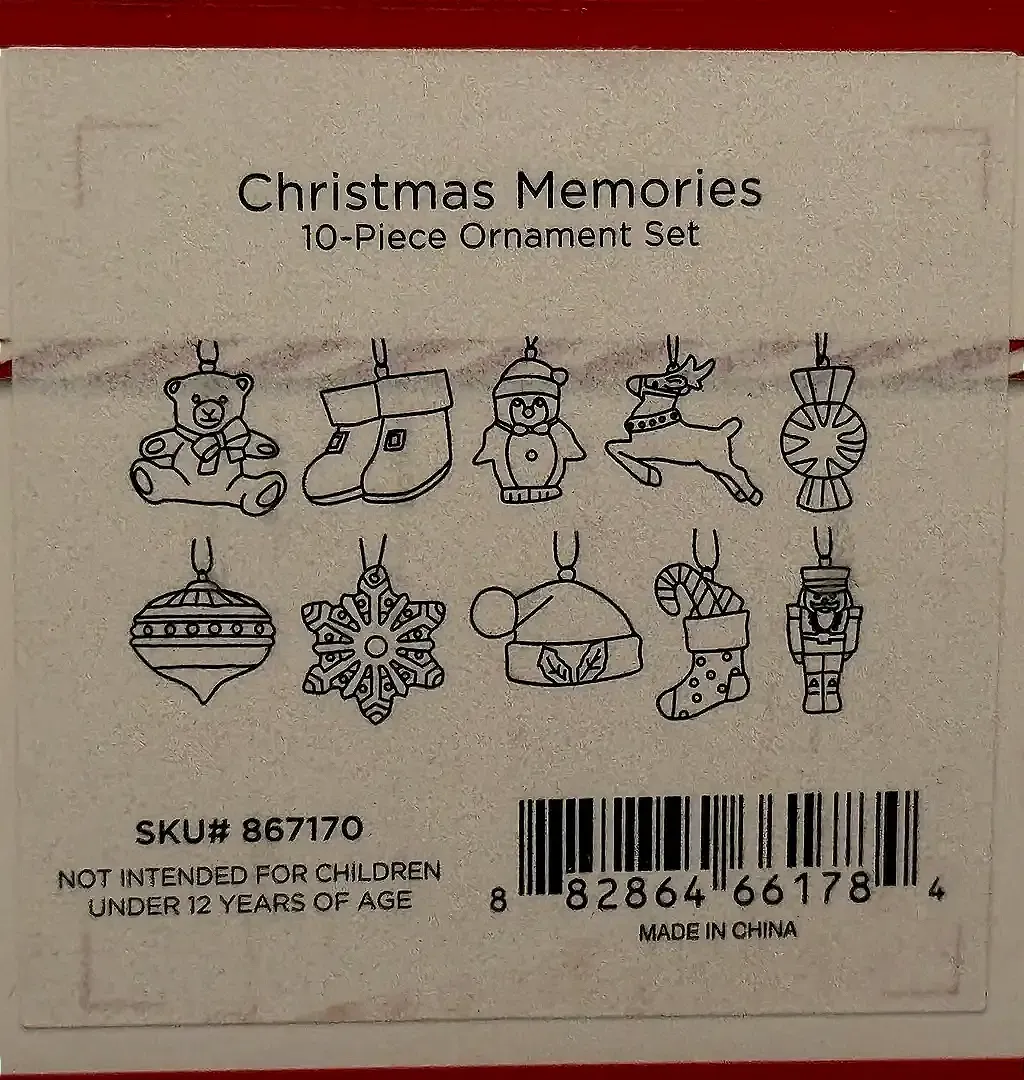 Christmas Memories
10-Piece Ornament Set
SKU# 867170
NOT INTENDED FOR CHILDREN
UNDER 12 YEARS OF AGE
8 82864 66178 4
MADE IN CHINA